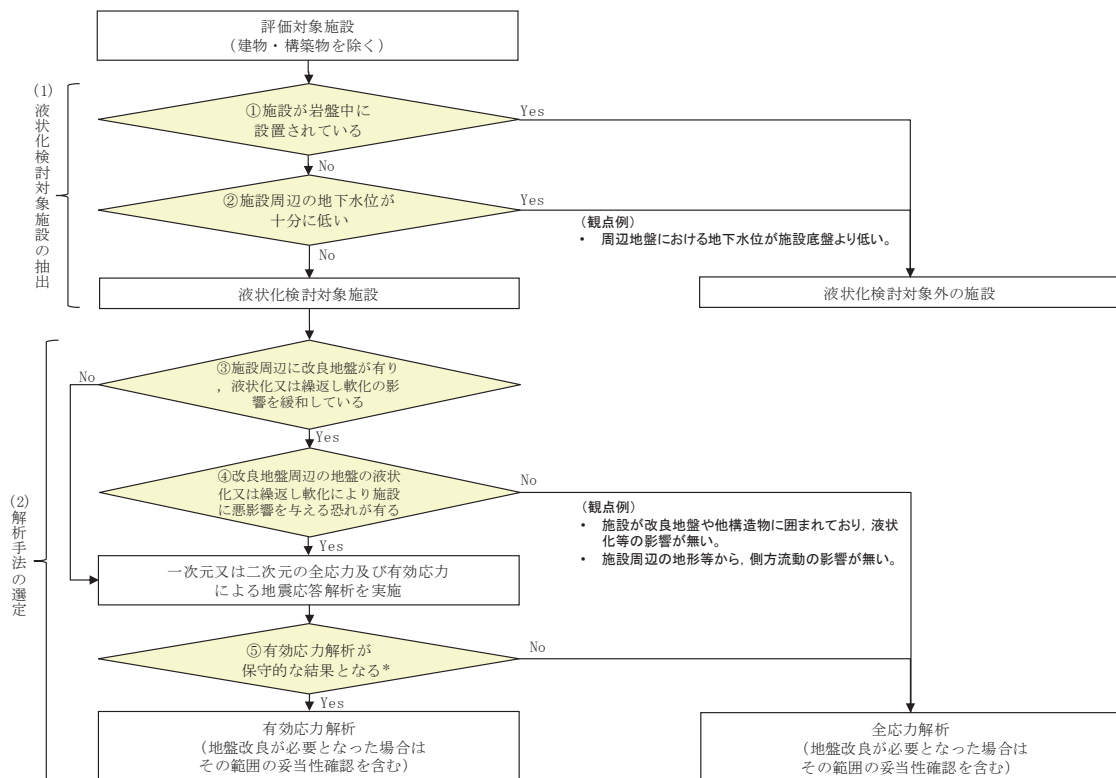 評価対象施設
(建物・構築物を除く)
(1)液状化検討対象施設の抽出
①施設が岩盤中に
設置されている
Yes
No
②施設周辺の地下水位が
十分に低い
Yes
(観点例)
• 周辺地盤における地下水位が施設底盤より低い。
No
液状化検討対象施設
液状化検討対象外の施設
(2)解析手法の選定
③施設周辺に改良地盤が有り
，液状化又は繰返し軟化の影
響を緩和している
No
Yes
④改良地盤周辺の地盤の液状
化又は繰返し軟化により施設
に悪影響を与える恐れが有る
No
(観点例)
• 施設が改良地盤や他構造物に囲まれており，液状
化等の影響が無い。
• 施設周辺の地形等から，側方流動の影響が無い。
Yes
一次元又は二次元の全応力及び有効応力
による地震応答解析を実施
⑤有効応力解析が
保守的な結果となる*
No
Yes
有効応力解析
(地盤改良が必要となった場合は
その範囲の妥当性確認を含む)
全応力解析
(地盤改良が必要となった場合は
その範囲の妥当性確認を含む)